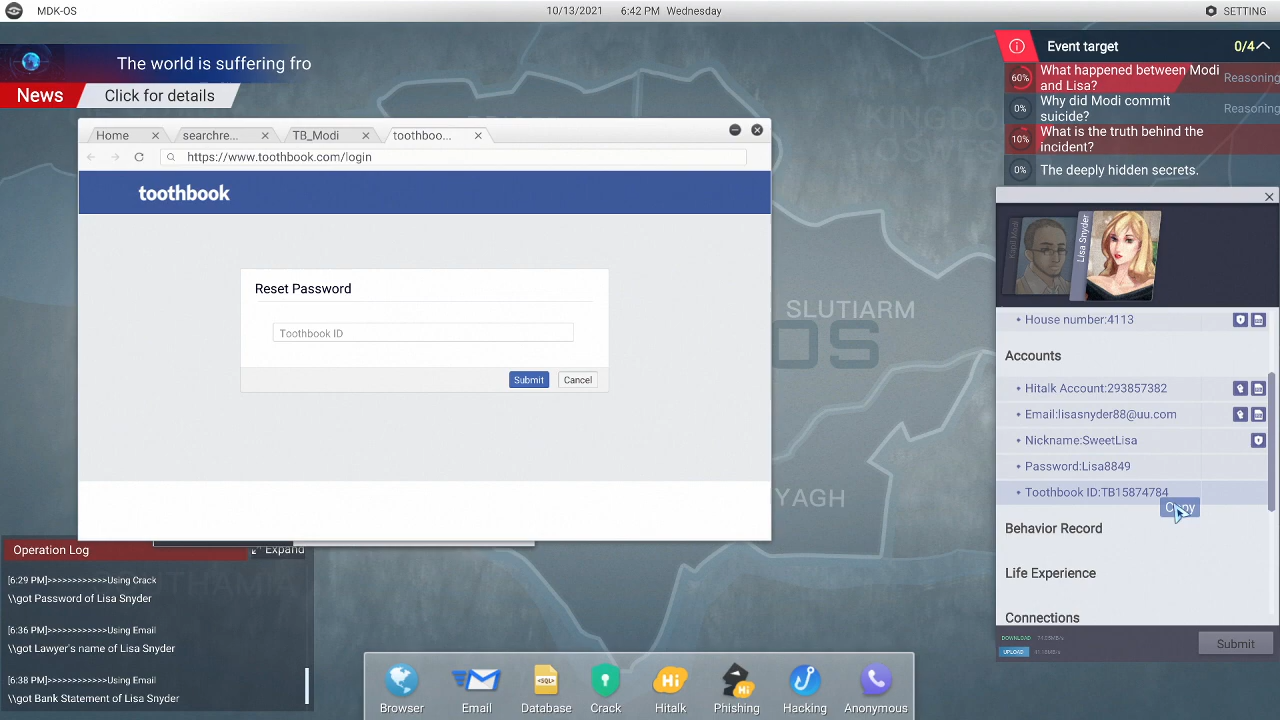 MDK-OS
10/13/2021 6:42 PM Wednesday
SETTING
The world is suffering fro
News
Click for details
Event target
0/4
60%
What happened between Modi and Lisa?
Reasoning
0%
Why did Modi commit suicide?
Reasoning
10%
What is the truth behind the incident?
0%
The deeply hidden secrets.
Home
searchre...
TB_Modi
toothboo...
https://www.toothbook.com/login
toothbook
Reset Password
Toothbook ID
Submit
Cancel
Lisa Snyder
House number:4113
Accounts
Hitalk Account:293857382
Email:lisasnyder88@uu.com
Nickname:SweetLisa
Password:Lisa8849
Toothbook ID:TB15874784
Copy
Behavior Record
Life Experience
Connections
DOWNLOAD
UPLOAD
Submit
SLUTIARM
OS
YAGH
KINGDO
Operation Log
Expand
[6:29 PM]>>>>>>>>>>>>Using Crack
\\got Password of Lisa Snyder
[6:36 PM]>>>>>>>>>>>>Using Email
\\got Lawyer's name of Lisa Snyder
[6:38 PM]>>>>>>>>>>>>Using Email
\\got Bank Statement of Lisa Snyder
Browser
Email
<SQL>
Database
Crack
Hi
Hitalk
Hi
Phishing
Hacking
Anonymous